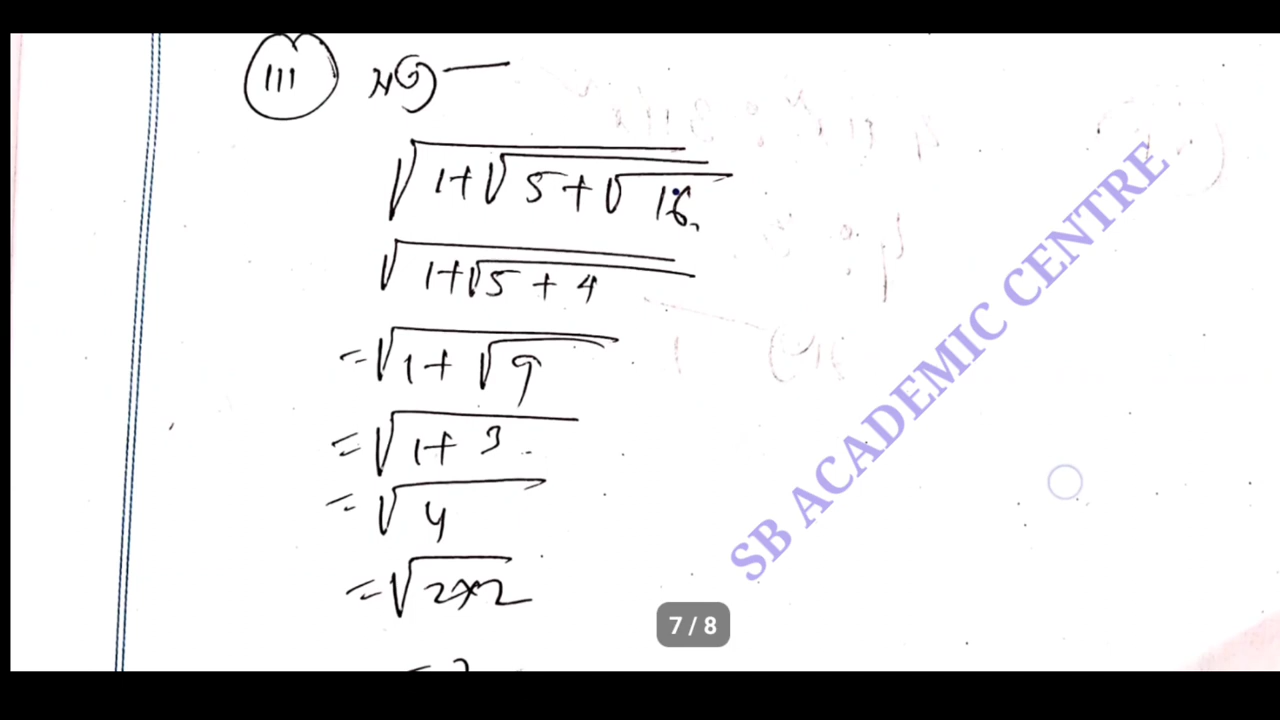 III
√1+√5+√16.
√1+√5+4
=√1+√9
=√1+3
=√4
=√2×2
SB ACADEMIC CENTRE
7 / 8